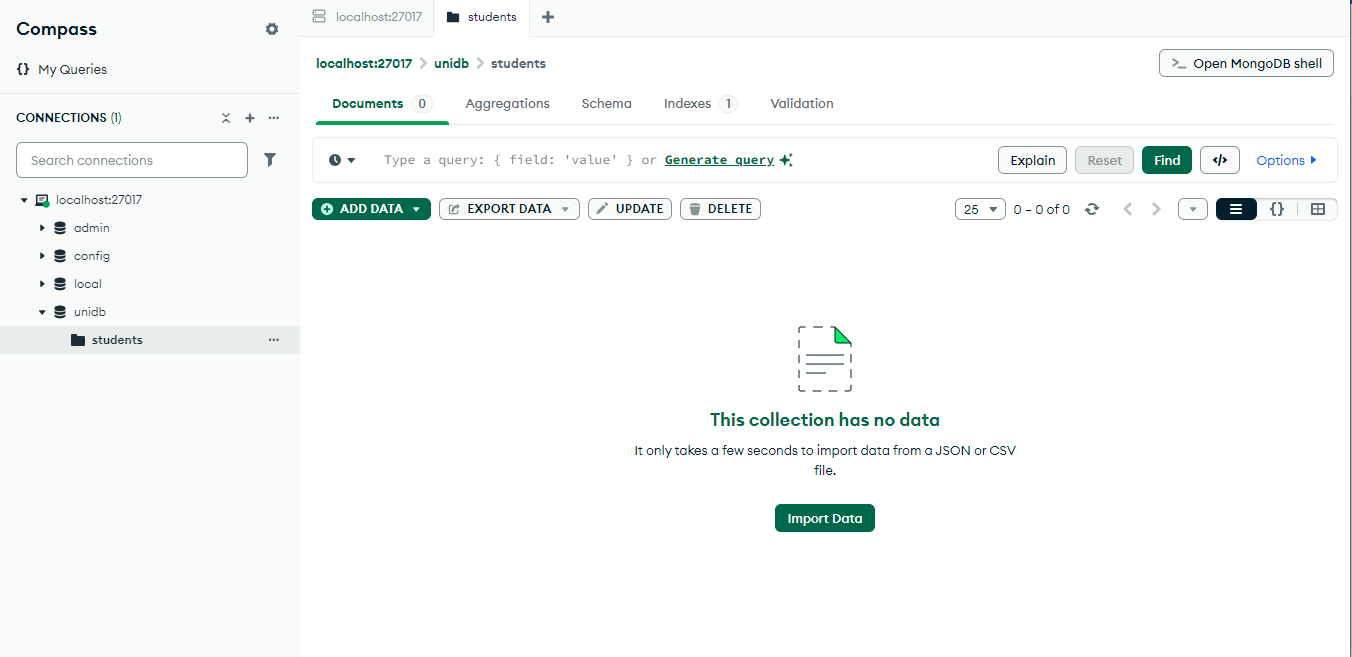 Compass
My Queries
CONNECTIONS (1)
Search connections
localhost:27017
admin
config
local
unidb
students
localhost:27017
students
localhost:27017 > unidb > students
Open MongoDB shell
Documents 0 Aggregations Schema Indexes 1 Validation
Type a query: { field: 'value' } or Generate query
Explain Reset Find </> Options
ADD DATA EXPORT DATA UPDATE DELETE
25 0 – 0 of 0 {}
This collection has no data
It only takes a few seconds to import data from a JSON or CSV
file.
Import Data